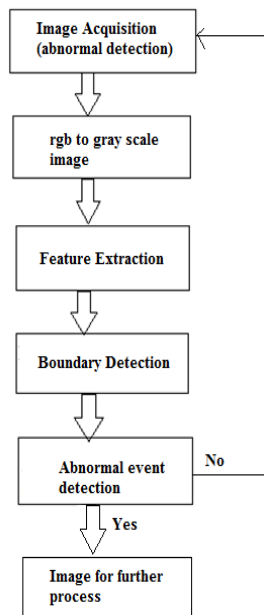 Image Acquisition
(abnormal detection)
rgb to gray scale
image
Feature Extraction
Boundary Detection
Abnormal event
detection
No
Yes
Image for further
process